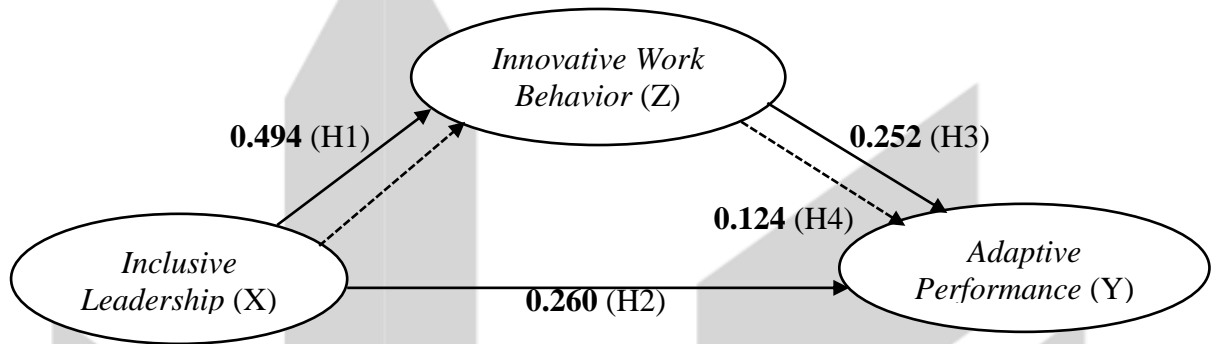 Innovative Work
Behavior (Z)
0.494 (H1)
0.252 (H3)
0.124 (H4)
Inclusive
Leadership (X)
Adaptive
Performance (Y)
0.260 (H2)